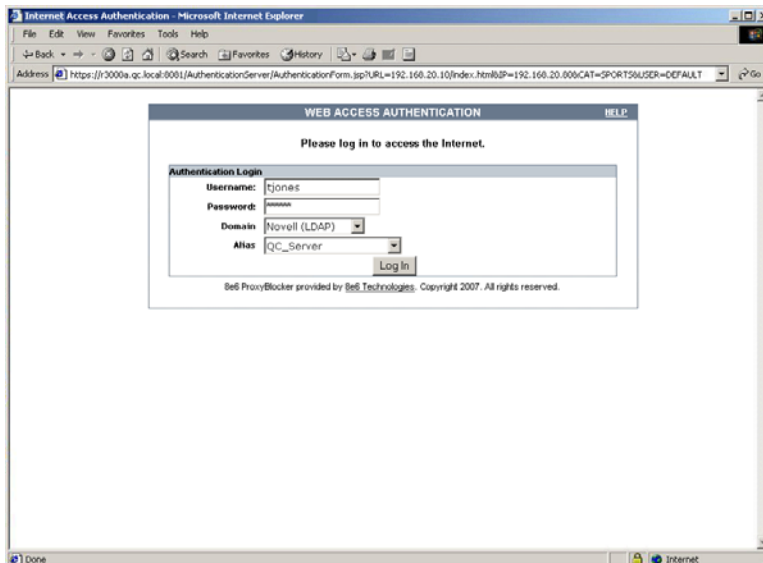 Internet Access Authentication - Microsoft Internet Explorer
File Edit View Favorites Tools Help
Back Search Favorites History
Address https://r3000a.qc.local:8081/AuthenticationServer/AuthenticationForm.jsp?URL=192.168.20.10/index.html&IP=192.168.20.80&CAT=SPORTS&USER=DEFAULT Go
WEB ACCESS AUTHENTICATION HELP
Please log in to access the Internet.
Authentication Login
Username: tjones
Password: ******
Domain Novell (LDAP)
Alias QC_Server
Log In
8e6 ProxyBlocker provided by 8e6 Technologies. Copyright 2007. All rights reserved.
Done Internet